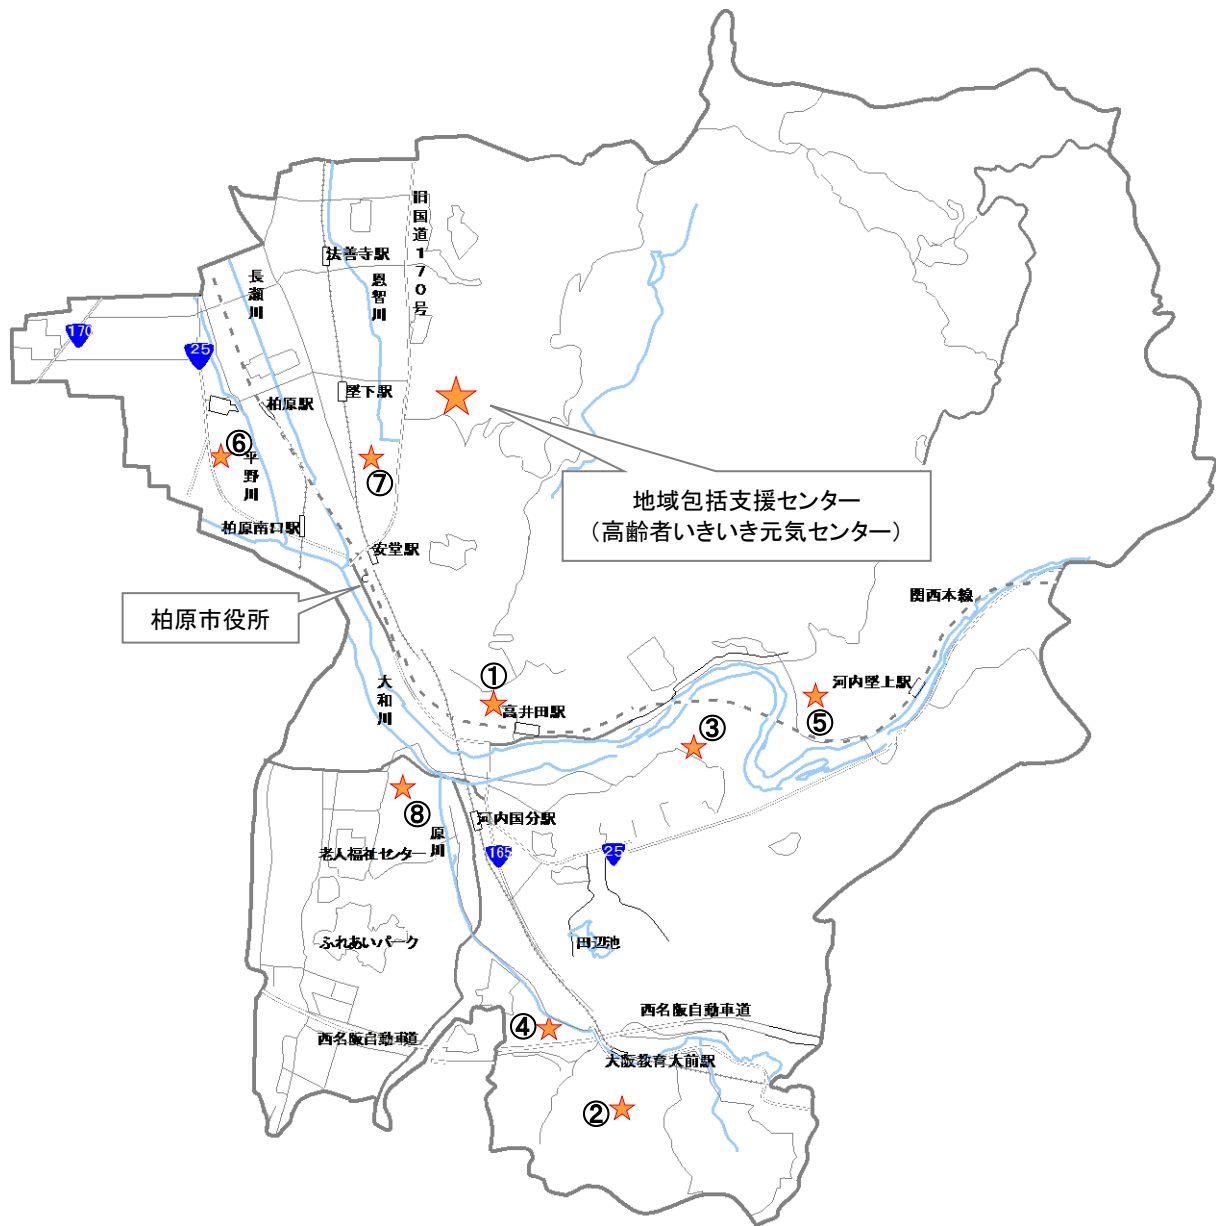 旧国道170号
法善寺駅
長瀬川
恩智川
170
25
堅下駅
柏原駅
⑥
平野川
⑦
地域包括支援センター
(高齢者いきいき元気センター)
柏原南口駅
安堂駅
関西本線
柏原市役所
大和川
①
高井田駅
河内堅上駅
⑤
③
⑧
河内国分駅
原川
老人福祉センター
165
25
ふれあいパーク
田辺池
西名阪自動車道
④
西名阪自動車道
大阪教育大前駅
②